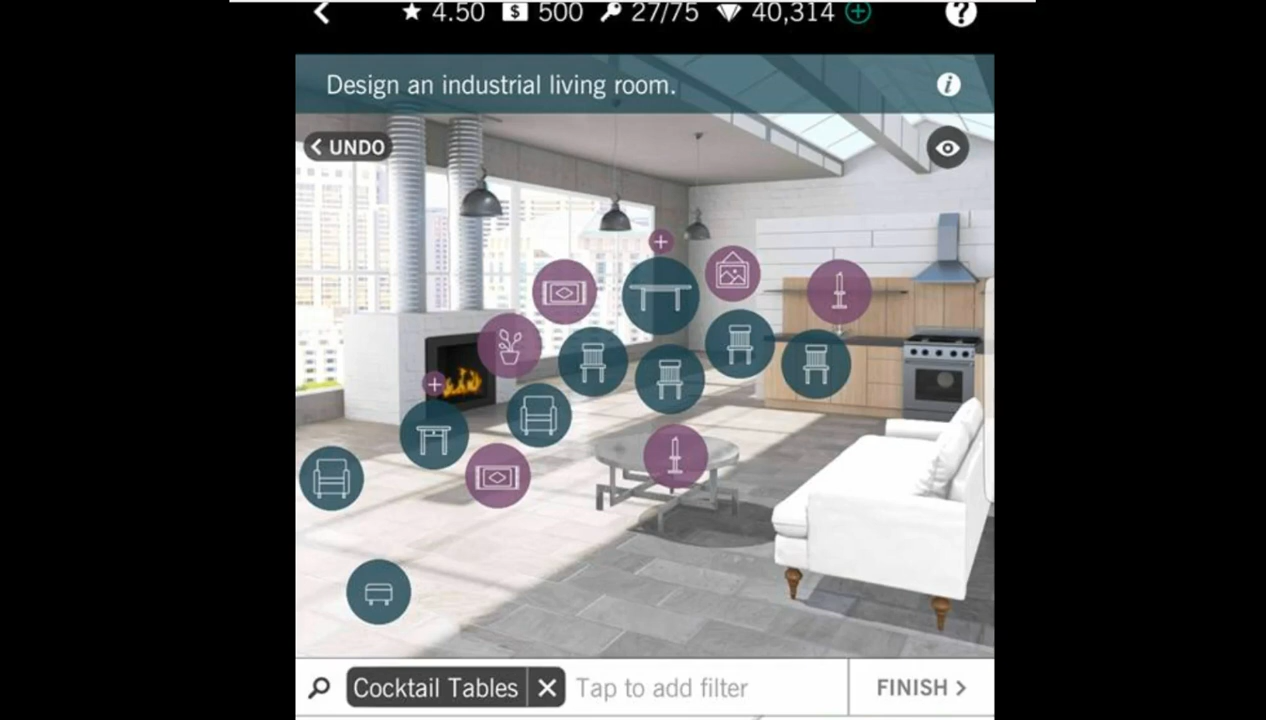 4.50 $ 500 27/75 40,314 + ?
Design an industrial living room. i
< UNDO
Cocktail Tables X Tap to add filter FINISH >